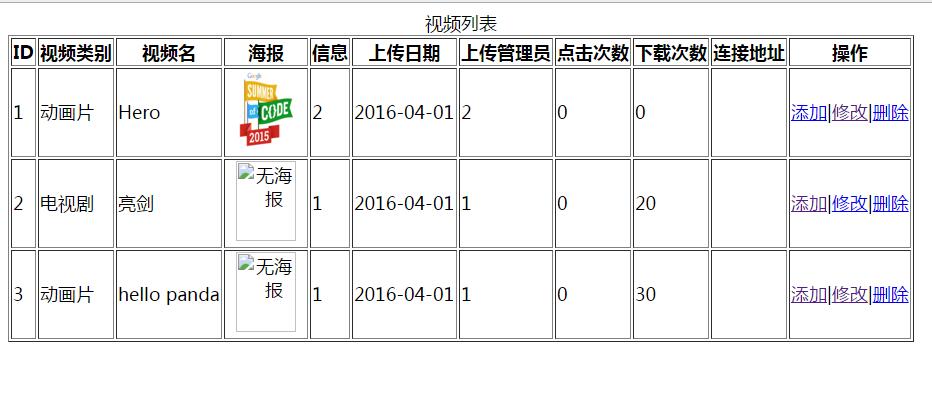 视频列表
ID 视频类别 视频名 海报 信息 上传日期 上传管理员 点击次数 下载次数 连接地址 操作
1 动画片 Hero Google SUMMER of CODE 2015 2 2016-04-01 2 0 0 添加|修改|删除
2 电视剧 亮剑 无海报 1 2016-04-01 1 0 20 添加|修改|删除
3 动画片 hello panda 无海报 1 2016-04-01 1 0 30 添加|修改|删除